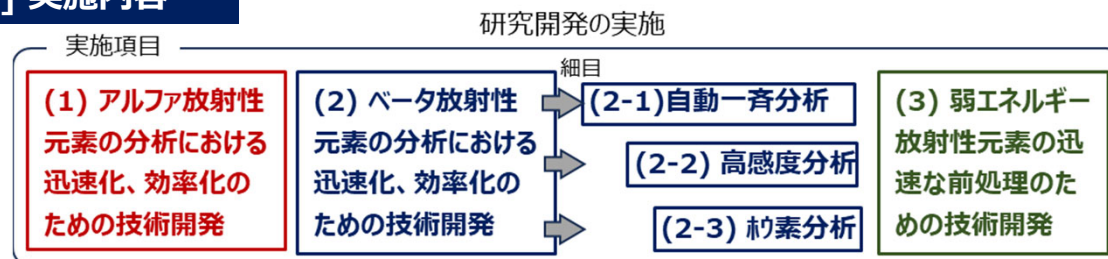 ] 実施内容
研究開発の実施
実施項目
細目
(1) アルファ放射性
元素の分析における
迅速化、効率化の
ための技術開発
(2) ベータ放射性
元素の分析における
迅速化、効率化の
ための技術開発
(2-1)自動一斉分析
(2-2) 高感度分析
(2-3) ﾎｳ素分析
(3) 弱エネルギー
放射性元素の迅
速な前処理のた
めの技術開発